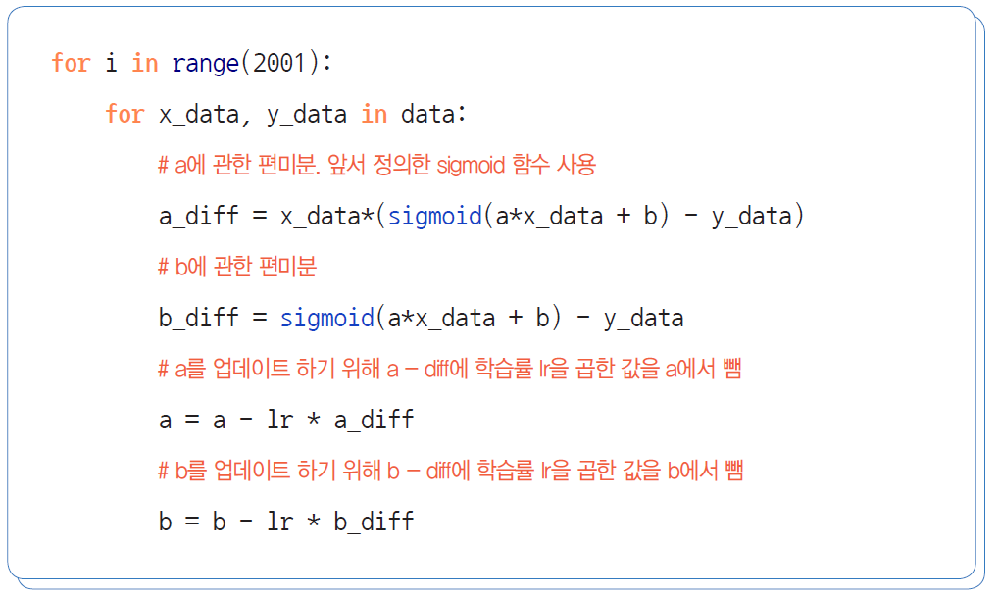 for i in range(2001):
for x_data, y_data in data:
# a에 관한 편미분. 앞서 정의한 sigmoid 함수 사용
a_diff = x_data*(sigmoid(a*x_data + b) - y_data)
# b에 관한 편미분
b_diff = sigmoid(a*x_data + b) - y_data
# a를 업데이트 하기 위해 a - diff에 학습률 lr을 곱한 값을 a에서 뺌
a = a - lr * a_diff
# b를 업데이트 하기 위해 b - diff에 학습률 lr을 곱한 값을 b에서 뺌
b = b - lr * b_diff